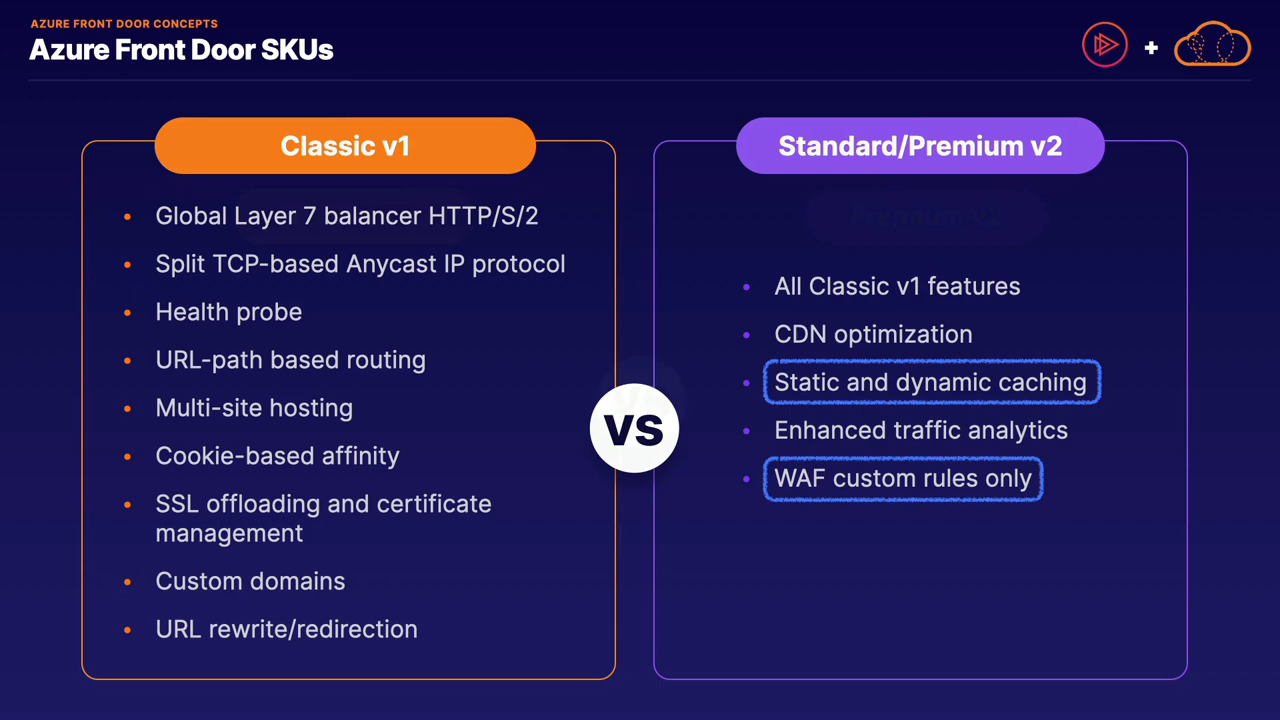 AZURE FRONT DOOR CONCEPTS
Azure Front Door SKUs
+
Classic v1
• Global Layer 7 balancer HTTP/S/2
• Split TCP-based Anycast IP protocol
• Health probe
• URL-path based routing
• Multi-site hosting
• Cookie-based affinity
• SSL offloading and certificate
management
• Custom domains
• URL rewrite/redirection
VS
Standard/Premium v2
Premium v2
• All Classic v1 features
• CDN optimization
• Static and dynamic caching
• Enhanced traffic analytics
• WAF custom rules only